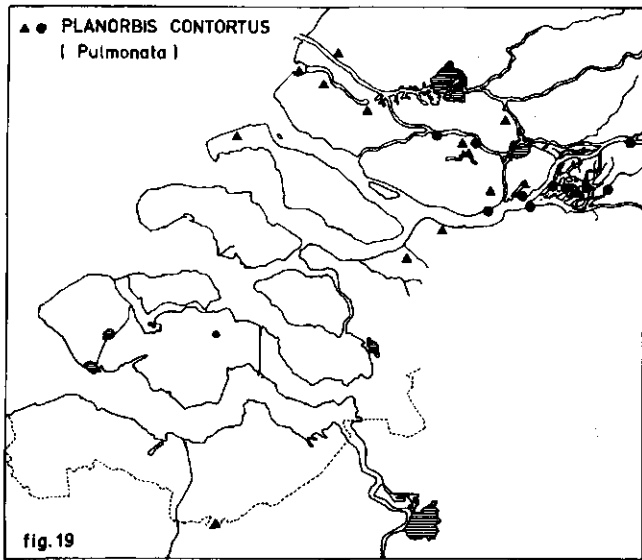 ▲ ● PLANORBIS CONTORTUS
( Pulmonata )
fig.19